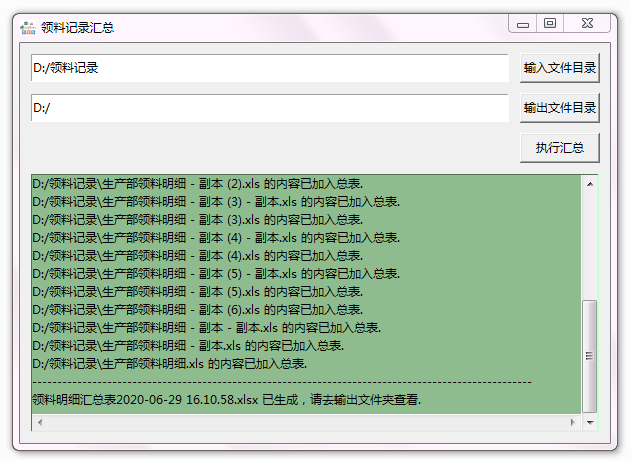 领料记录汇总
D:/领料记录
输入文件目录
D:/
输出文件目录
执行汇总
D:/领料记录\生产部领料明细 - 副本 (2).xls 的内容已加入总表.
D:/领料记录\生产部领料明细 - 副本 (3) - 副本.xls 的内容已加入总表.
D:/领料记录\生产部领料明细 - 副本 (3).xls 的内容已加入总表.
D:/领料记录\生产部领料明细 - 副本 (4) - 副本.xls 的内容已加入总表.
D:/领料记录\生产部领料明细 - 副本 (4).xls 的内容已加入总表.
D:/领料记录\生产部领料明细 - 副本 (5) - 副本.xls 的内容已加入总表.
D:/领料记录\生产部领料明细 - 副本 (5).xls 的内容已加入总表.
D:/领料记录\生产部领料明细 - 副本 (6).xls 的内容已加入总表.
D:/领料记录\生产部领料明细 - 副本 - 副本.xls 的内容已加入总表.
D:/领料记录\生产部领料明细 - 副本.xls 的内容已加入总表.
D:/领料记录\生产部领料明细.xls 的内容已加入总表.
----------------------------------------------------------------------------------------------------
领料明细汇总表2020-06-29 16.10.58.xlsx 已生成，请去输出文件夹查看.